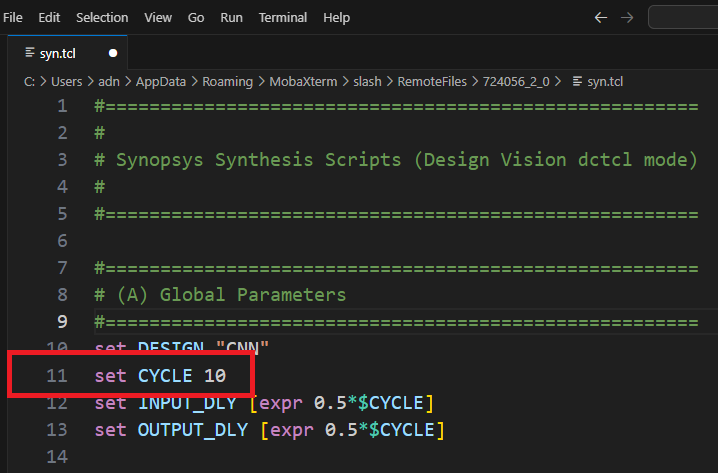 File Edit Selection View Go Run Terminal Help
syn.tcl
C: > Users > adn > AppData > Roaming > MobaXterm > slash > RemoteFiles > 724056_2_0 > syn.tcl
1 #=======================================================
2 #
3 # Synopsys Synthesis Scripts (Design Vision dctcl mode)
4 #
5 #=======================================================
6
7 #=======================================================
8 # (A) Global Parameters
9 #=======================================================
10 set DESIGN "CNN"
11 set CYCLE 10
12 set INPUT_DLY [expr 0.5*$CYCLE]
13 set OUTPUT_DLY [expr 0.5*$CYCLE]
14